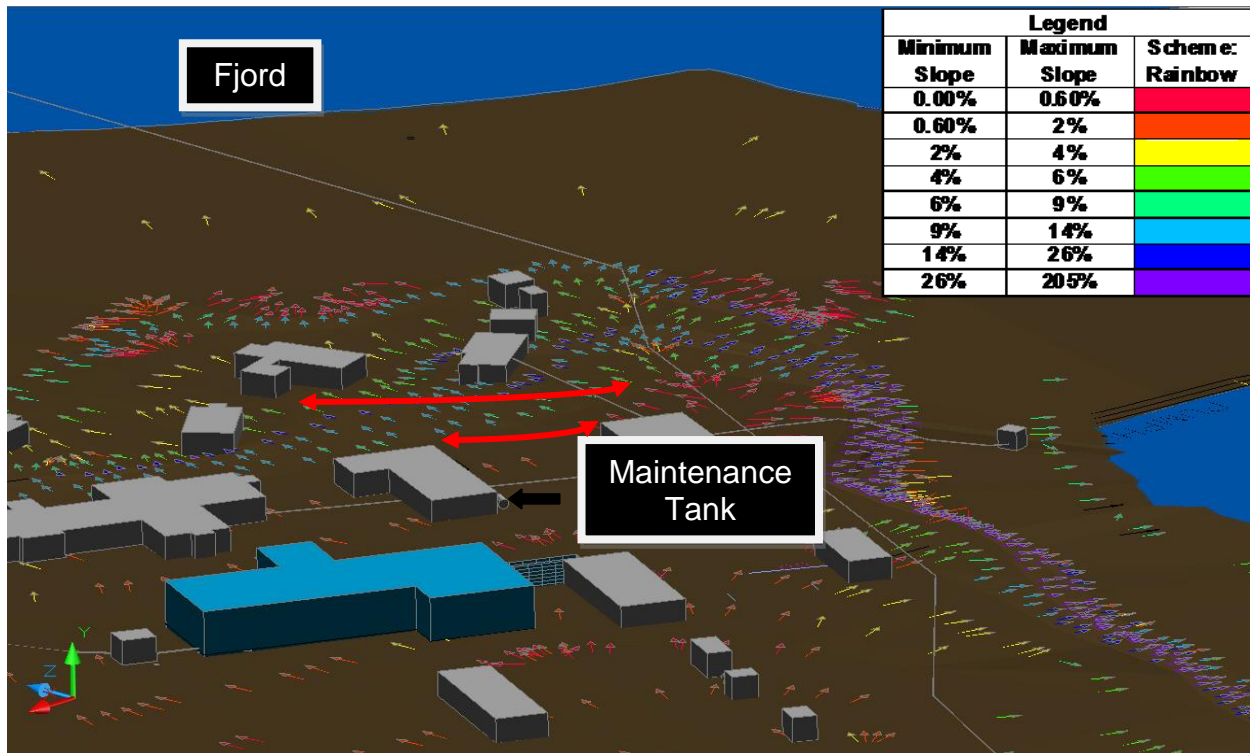 Fjord
Legend
Minimum Slope Maximum Slope Scheme: Rainbow
0.00% 0.60%
0.60% 2%
2% 4%
4% 6%
6% 9%
9% 14%
14% 26%
26% 205%
Maintenance
Tank
Y
Z